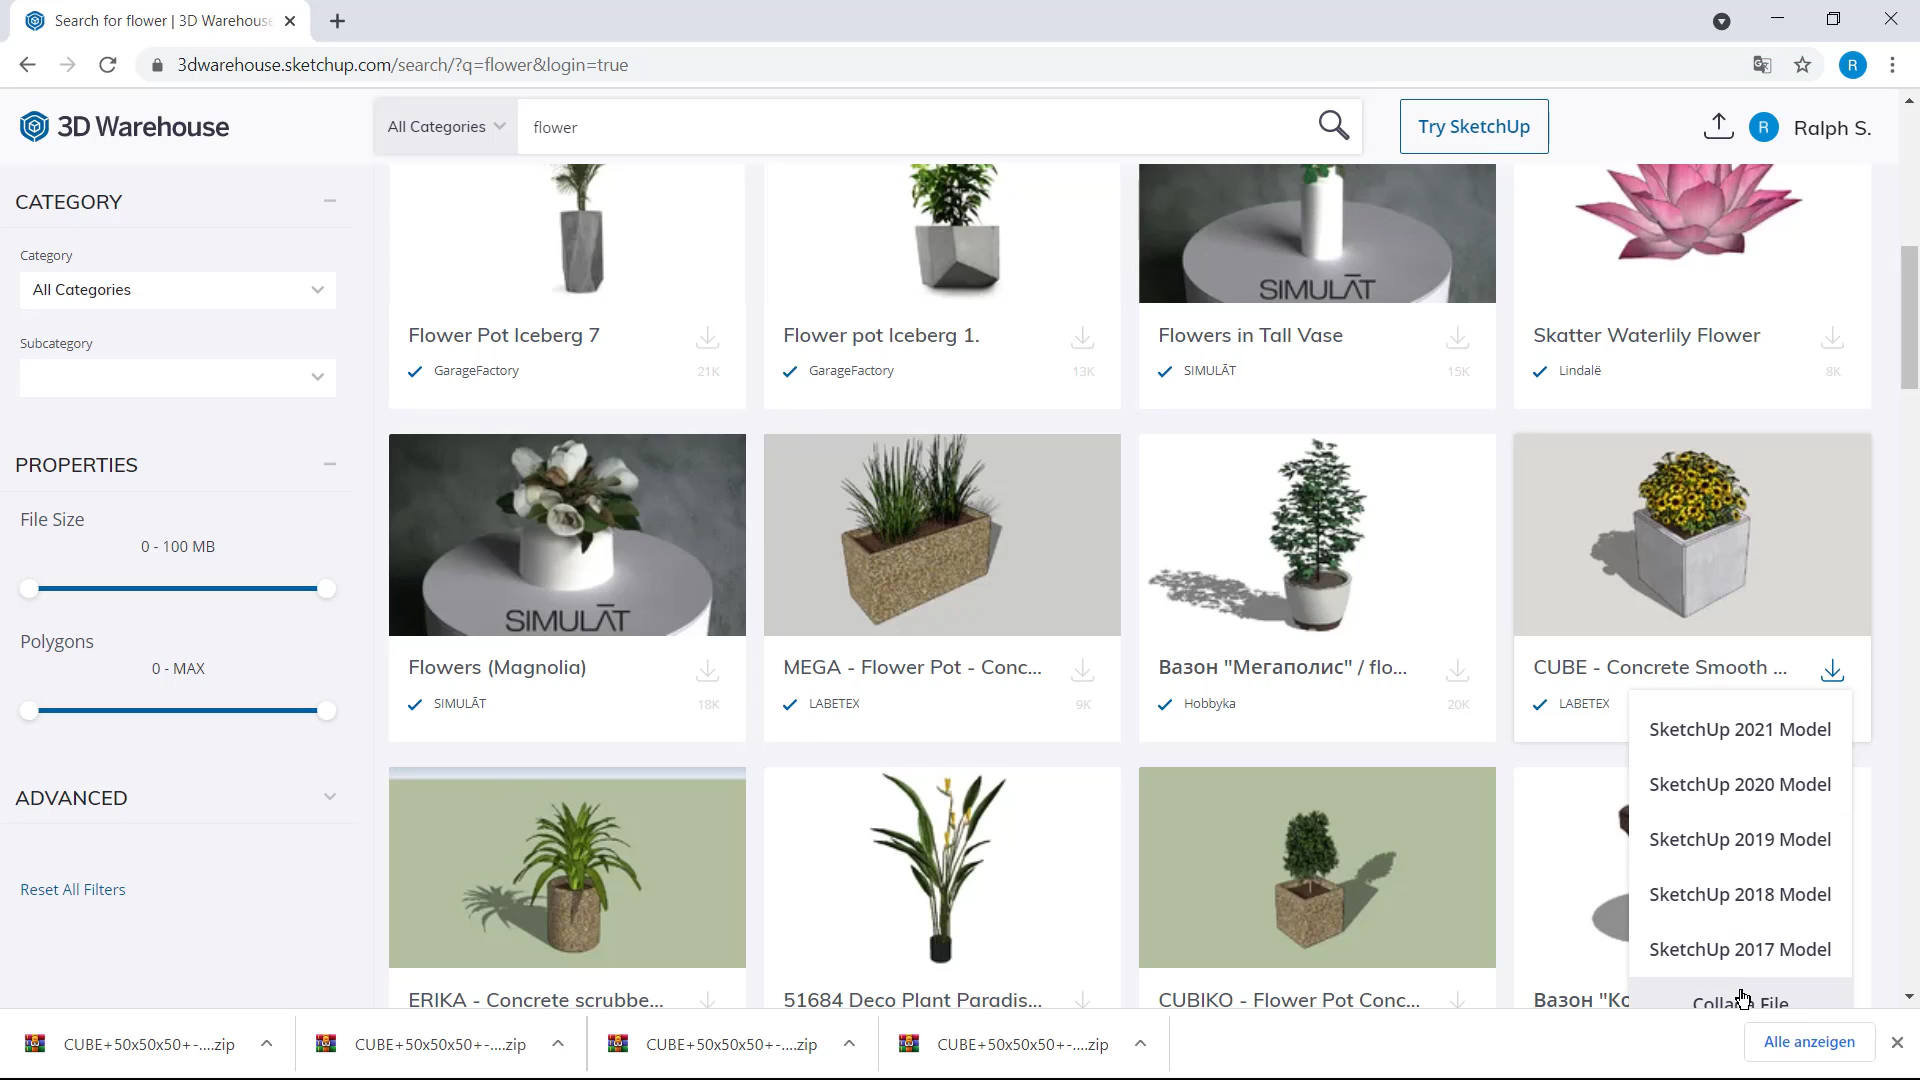 Search for flower | 3D Warehouse
3dwarehouse.sketchup.com/search/?q=flower&login=true
R
3D Warehouse
All Categories
flower
Try SketchUp
R
Ralph S.
CATEGORY
Category
All Categories
Subcategory
PROPERTIES
File Size
0 - 100 MB
Polygons
0 - MAX
ADVANCED
Reset All Filters
SIMULĀT
Flower Pot Iceberg 7
GarageFactory
21K
Flower pot Iceberg 1.
GarageFactory
13K
Flowers in Tall Vase
SIMULĀT
15K
Skatter Waterlily Flower
Lindalë
8K
SIMULĀT
Flowers (Magnolia)
SIMULĀT
18K
MEGA - Flower Pot - Conc...
LABETEX
9K
Вазон "Мегаполис" / flo...
Hobbyka
20K
CUBE - Concrete Smooth ...
LABETEX
SketchUp 2021 Model
SketchUp 2020 Model
SketchUp 2019 Model
SketchUp 2018 Model
SketchUp 2017 Model
Collada File
ERIKA - Concrete scrubbe...
51684 Deco Plant Paradis...
CUBIKO - Flower Pot Conc...
Вазон "Ко
CUBE+50x50x50+-....zip
CUBE+50x50x50+-....zip
CUBE+50x50x50+-....zip
CUBE+50x50x50+-....zip
Alle anzeigen